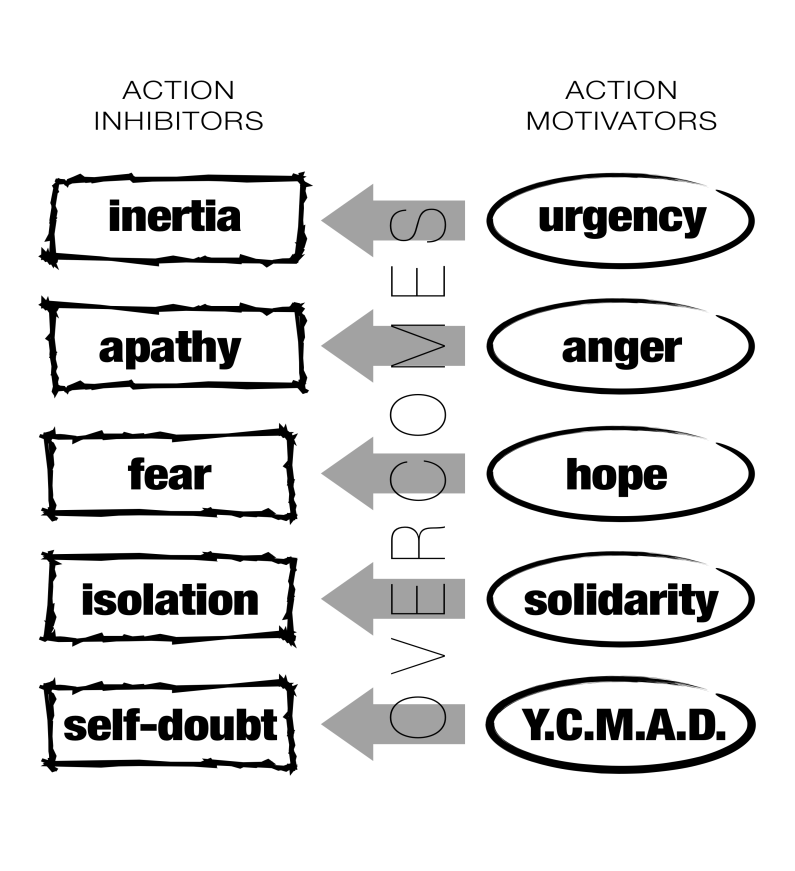 ACTION
INHIBITORS
ACTION
MOTIVATORS
inertia
urgency
apathy
anger
fear
hope
isolation
solidarity
self-doubt
Y.C.M.A.D.
OVERCOMES